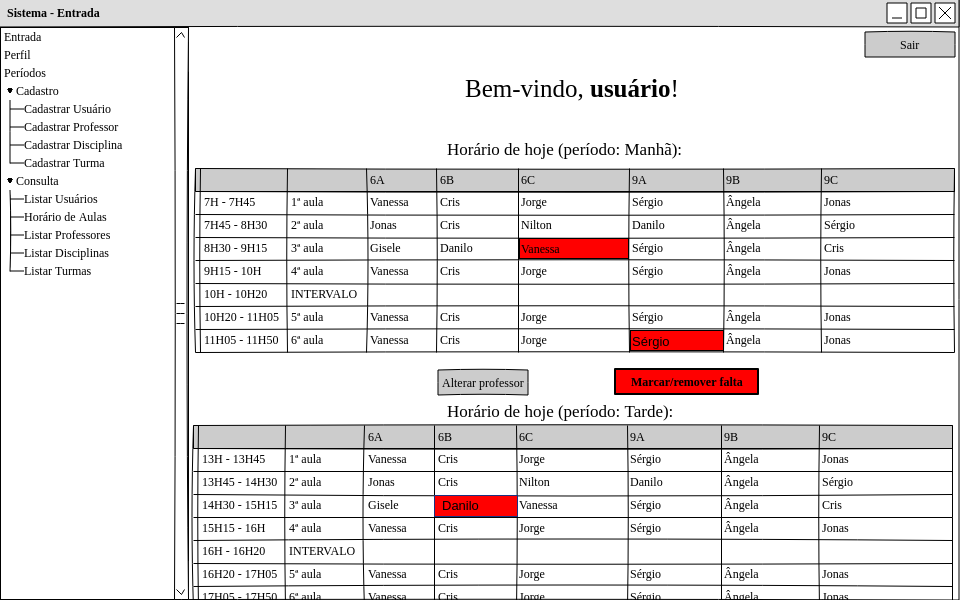 Sistema - Entrada
Sair
Entrada
Perfil
Períodos
Cadastro
Cadastrar Usuário
Cadastrar Professor
Cadastrar Disciplina
Cadastrar Turma
Consulta
Listar Usuários
Horário de Aulas
Listar Professores
Listar Disciplinas
Listar Turmas
Bem-vindo, usuário!
Horário de hoje (período: Manhã):
6A 6B 6C 9A 9B 9C
7H - 7H45 1ª aula Vanessa Cris Jorge Sérgio Ângela Jonas
7H45 - 8H30 2ª aula Jonas Cris Nilton Danilo Ângela Sérgio
8H30 - 9H15 3ª aula Gisele Danilo Vanessa Sérgio Ângela Cris
9H15 - 10H 4ª aula Vanessa Cris Jorge Sérgio Ângela Jonas
10H - 10H20 INTERVALO
10H20 - 11H05 5ª aula Vanessa Cris Jorge Sérgio Ângela Jonas
11H05 - 11H50 6ª aula Vanessa Cris Jorge Sérgio Ângela Jonas
Alterar professor Marcar/remover falta
Horário de hoje (período: Tarde):
6A 6B 6C 9A 9B 9C
13H - 13H45 1ª aula Vanessa Cris Jorge Sérgio Ângela Jonas
13H45 - 14H30 2ª aula Jonas Cris Nilton Danilo Ângela Sérgio
14H30 - 15H15 3ª aula Gisele Danilo Vanessa Sérgio Ângela Cris
15H15 - 16H 4ª aula Vanessa Cris Jorge Sérgio Ângela Jonas
16H - 16H20 INTERVALO
16H20 - 17H05 5ª aula Vanessa Cris Jorge Sérgio Ângela Jonas
17H05 - 17H50 6ª aula Vanessa Cris Jorge Sérgio Ângela Jonas